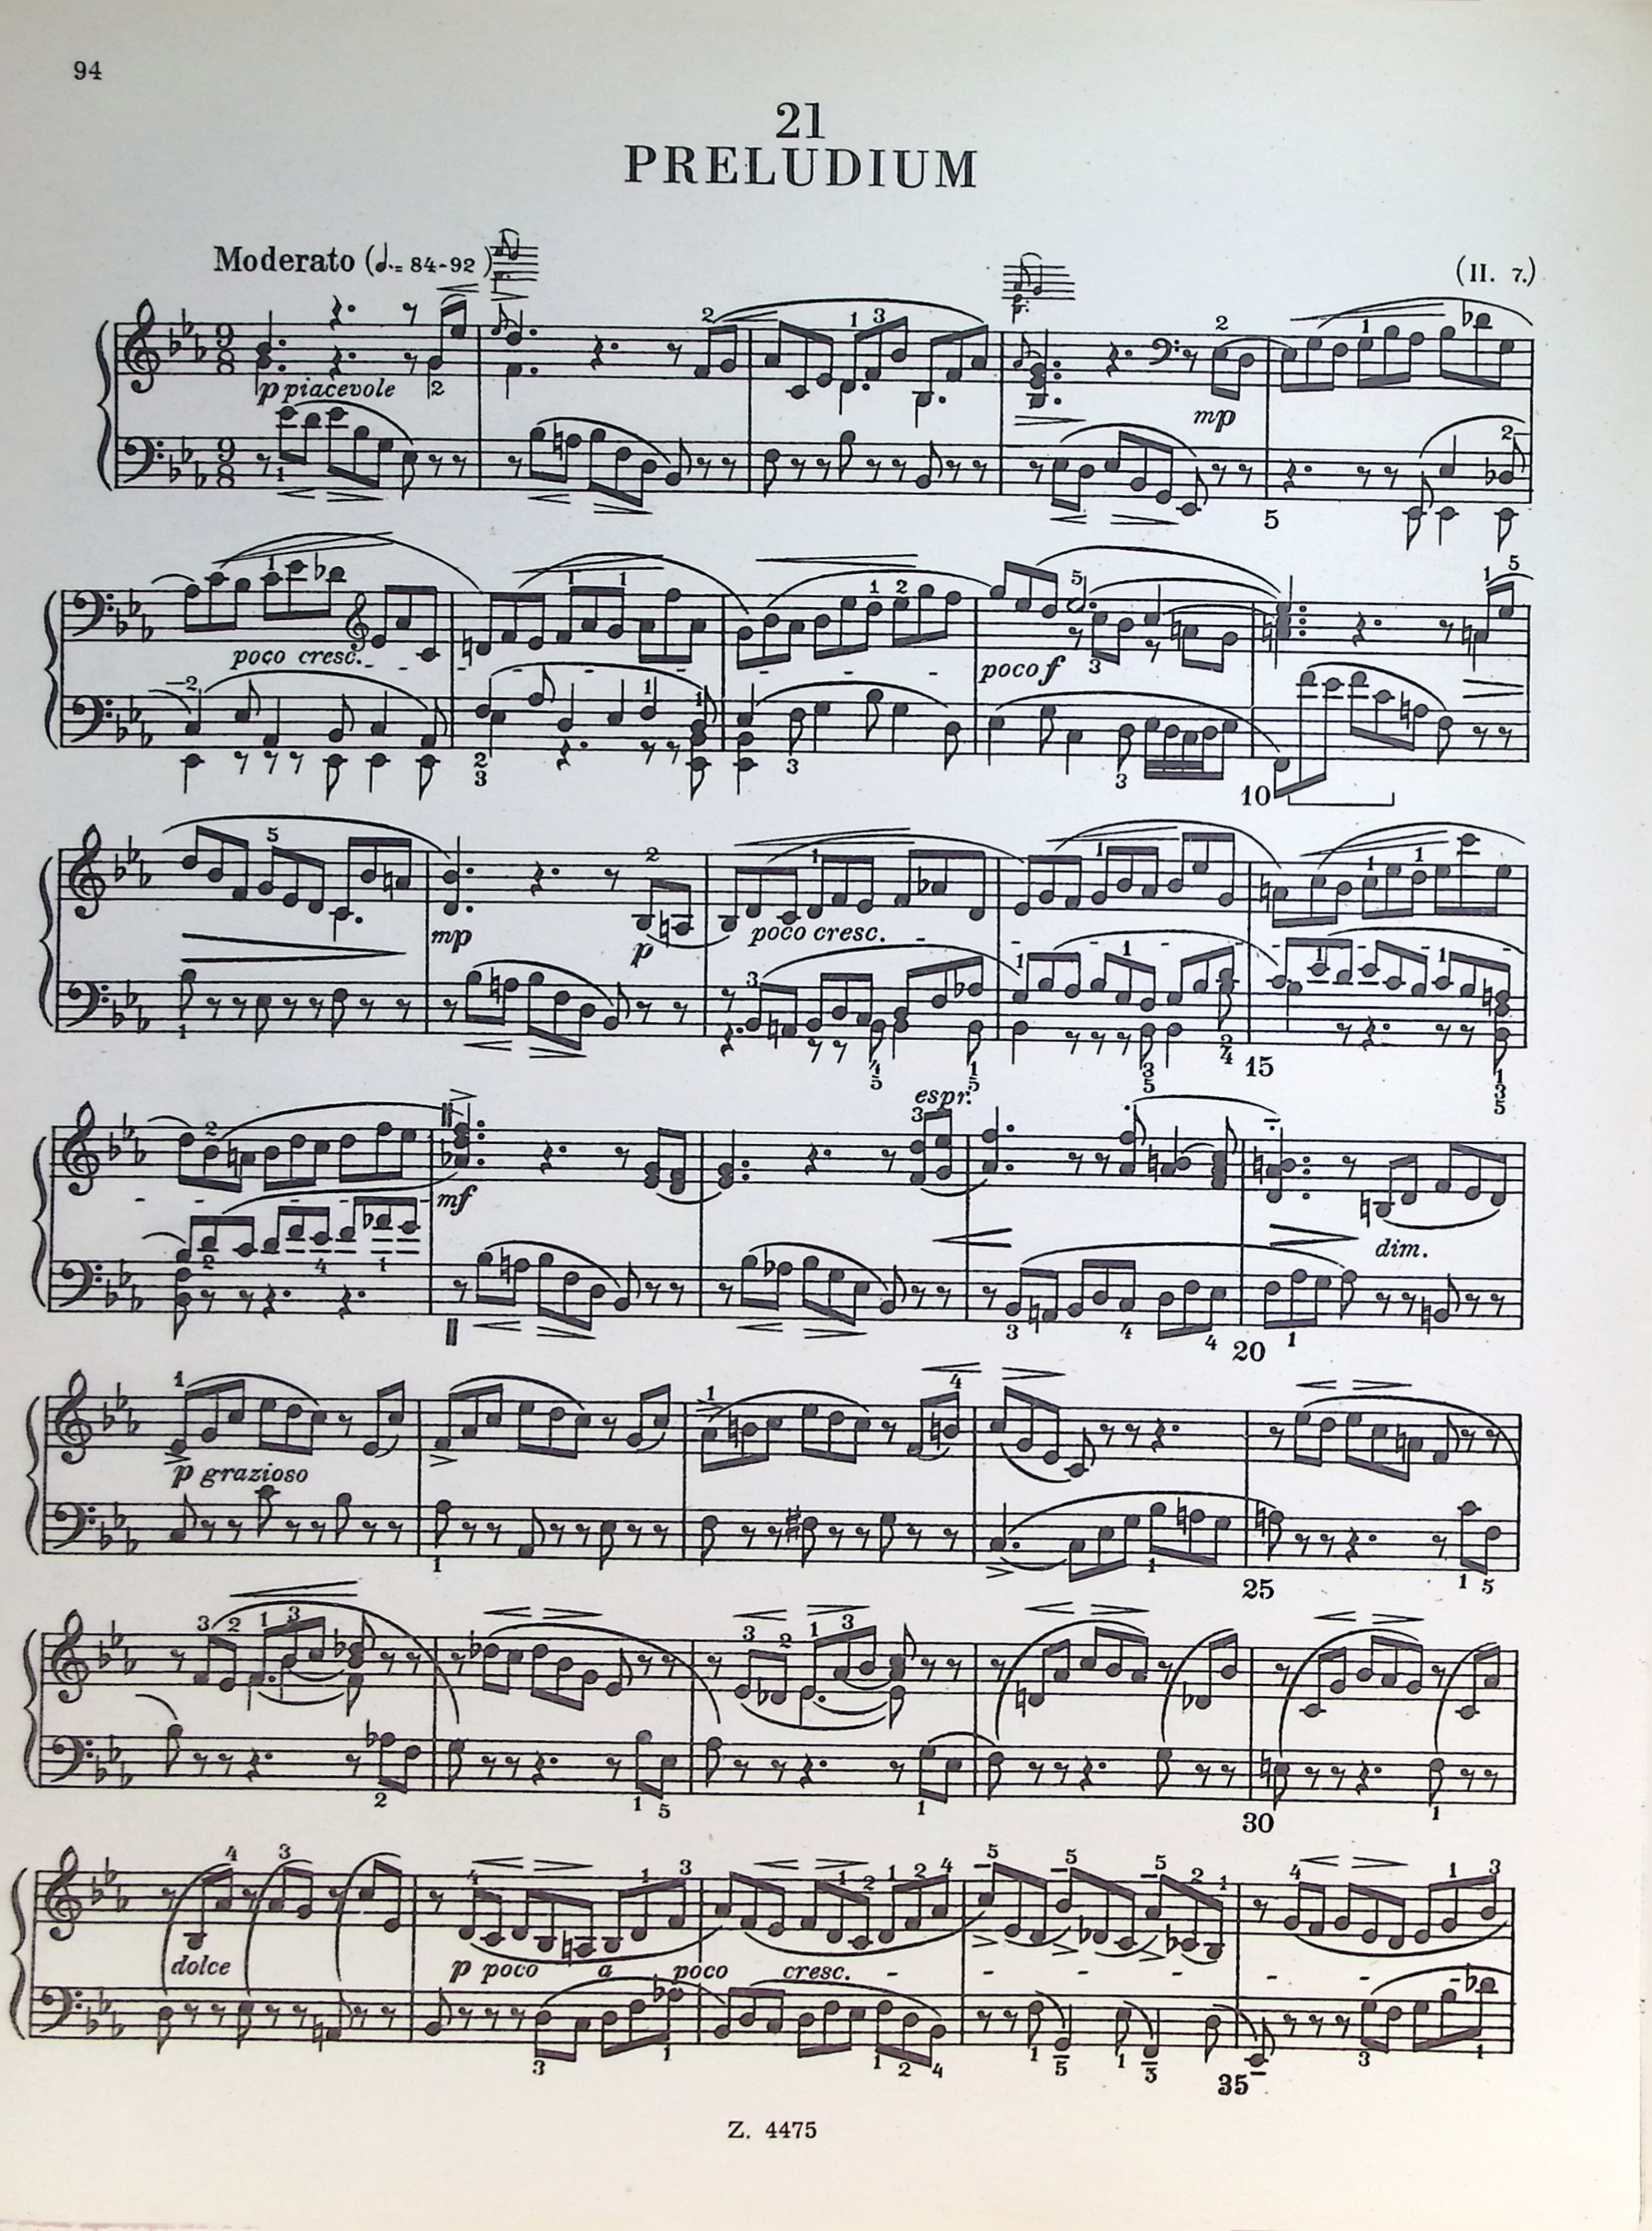 94
21
PRELUDIUM
Moderato (♩. = 84-92)
(II. 7.)
p piacevole
mp
5
poco cresc.
poco f
10
mp
p
poco cresc.
15
espr.
mf
dim.
20
p grazioso
25
30
dolce
p poco a poco cresc.
35
Z. 4475